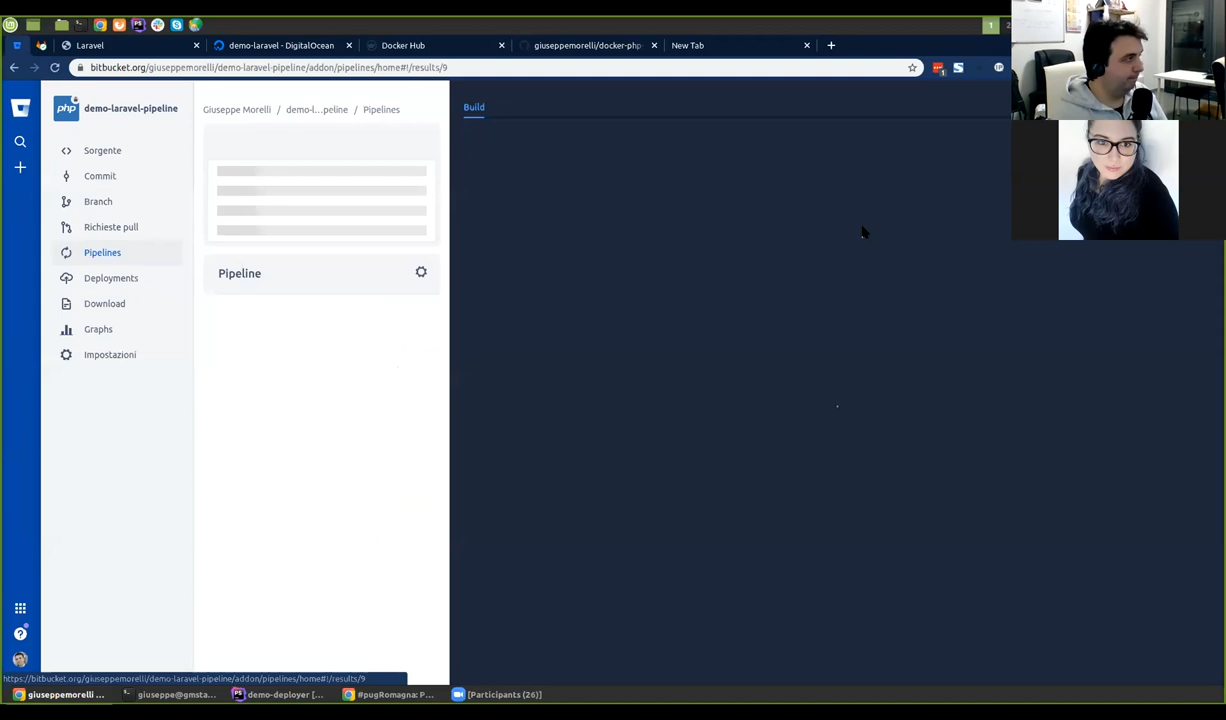 1
Laravel
demo-laravel - DigitalOcean
Docker Hub
giuseppemorelli/docker-php
New Tab
bitbucket.org/giuseppemorelli/demo-laravel-pipeline/addon/pipelines/home#!/results/9
php
demo-laravel-pipeline
Giuseppe Morelli / demo-l...peline / Pipelines
Build
Sorgente
Commit
Branch
Richieste pull
Pipelines
Pipeline
Deployments
Download
Graphs
Impostazioni
https://bitbucket.org/giuseppemorelli/demo-laravel-pipeline/addon/pipelines/home#!/results/9
giuseppemorelli ...
giuseppe@gmsta...
demo-deployer [...
#pugRomagna: P...
[Participants (26)]